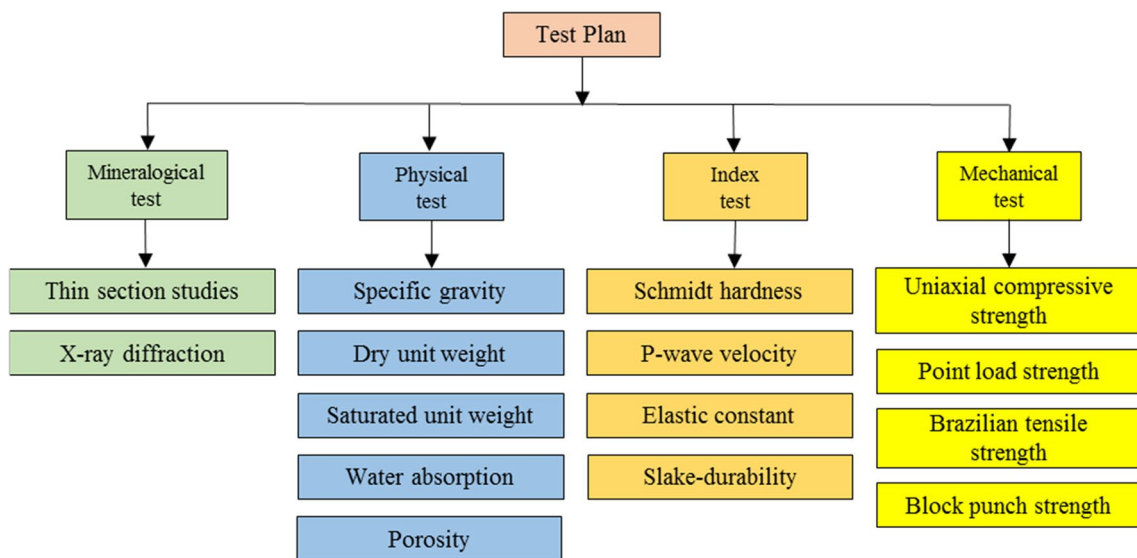 Test Plan
Mineralogical
test
Physical
test
Index
test
Mechanical
test
Thin section studies
X-ray diffraction
Specific gravity
Dry unit weight
Saturated unit weight
Water absorption
Porosity
Schmidt hardness
P-wave velocity
Elastic constant
Slake-durability
Uniaxial compressive
strength
Point load strength
Brazilian tensile
strength
Block punch strength